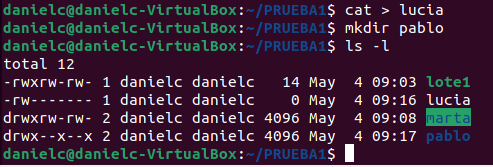 danielc@danielc-VirtualBox:~/PRUEBA1$ cat > lucia
danielc@danielc-VirtualBox:~/PRUEBA1$ mkdir pablo
danielc@danielc-VirtualBox:~/PRUEBA1$ ls -l
total 12
-rwxrw-rw- 1 danielc danielc   14 May  4 09:03 lote1
-rw------- 1 danielc danielc    0 May  4 09:16 lucia
drwxrw-rw- 2 danielc danielc 4096 May  4 09:08 marta
drwx--x--x 2 danielc danielc 4096 May  4 09:17 pablo
danielc@danielc-VirtualBox:~/PRUEBA1$